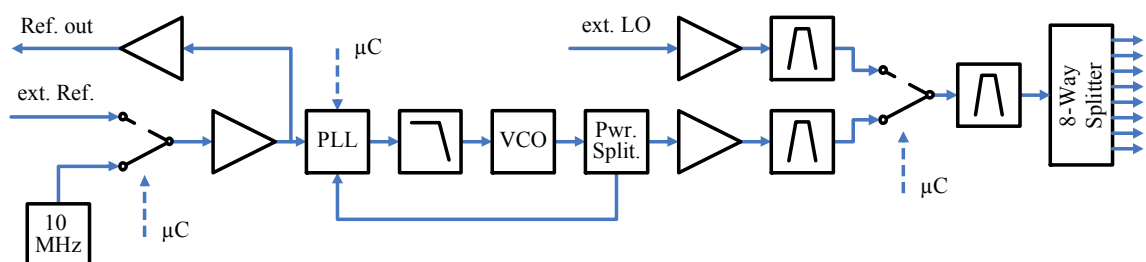 Ref. out
ext. Ref.
10
MHz
µC
µC
PLL
VCO
Pwr.
Split.
ext. LO
µC
8-Way
Splitter